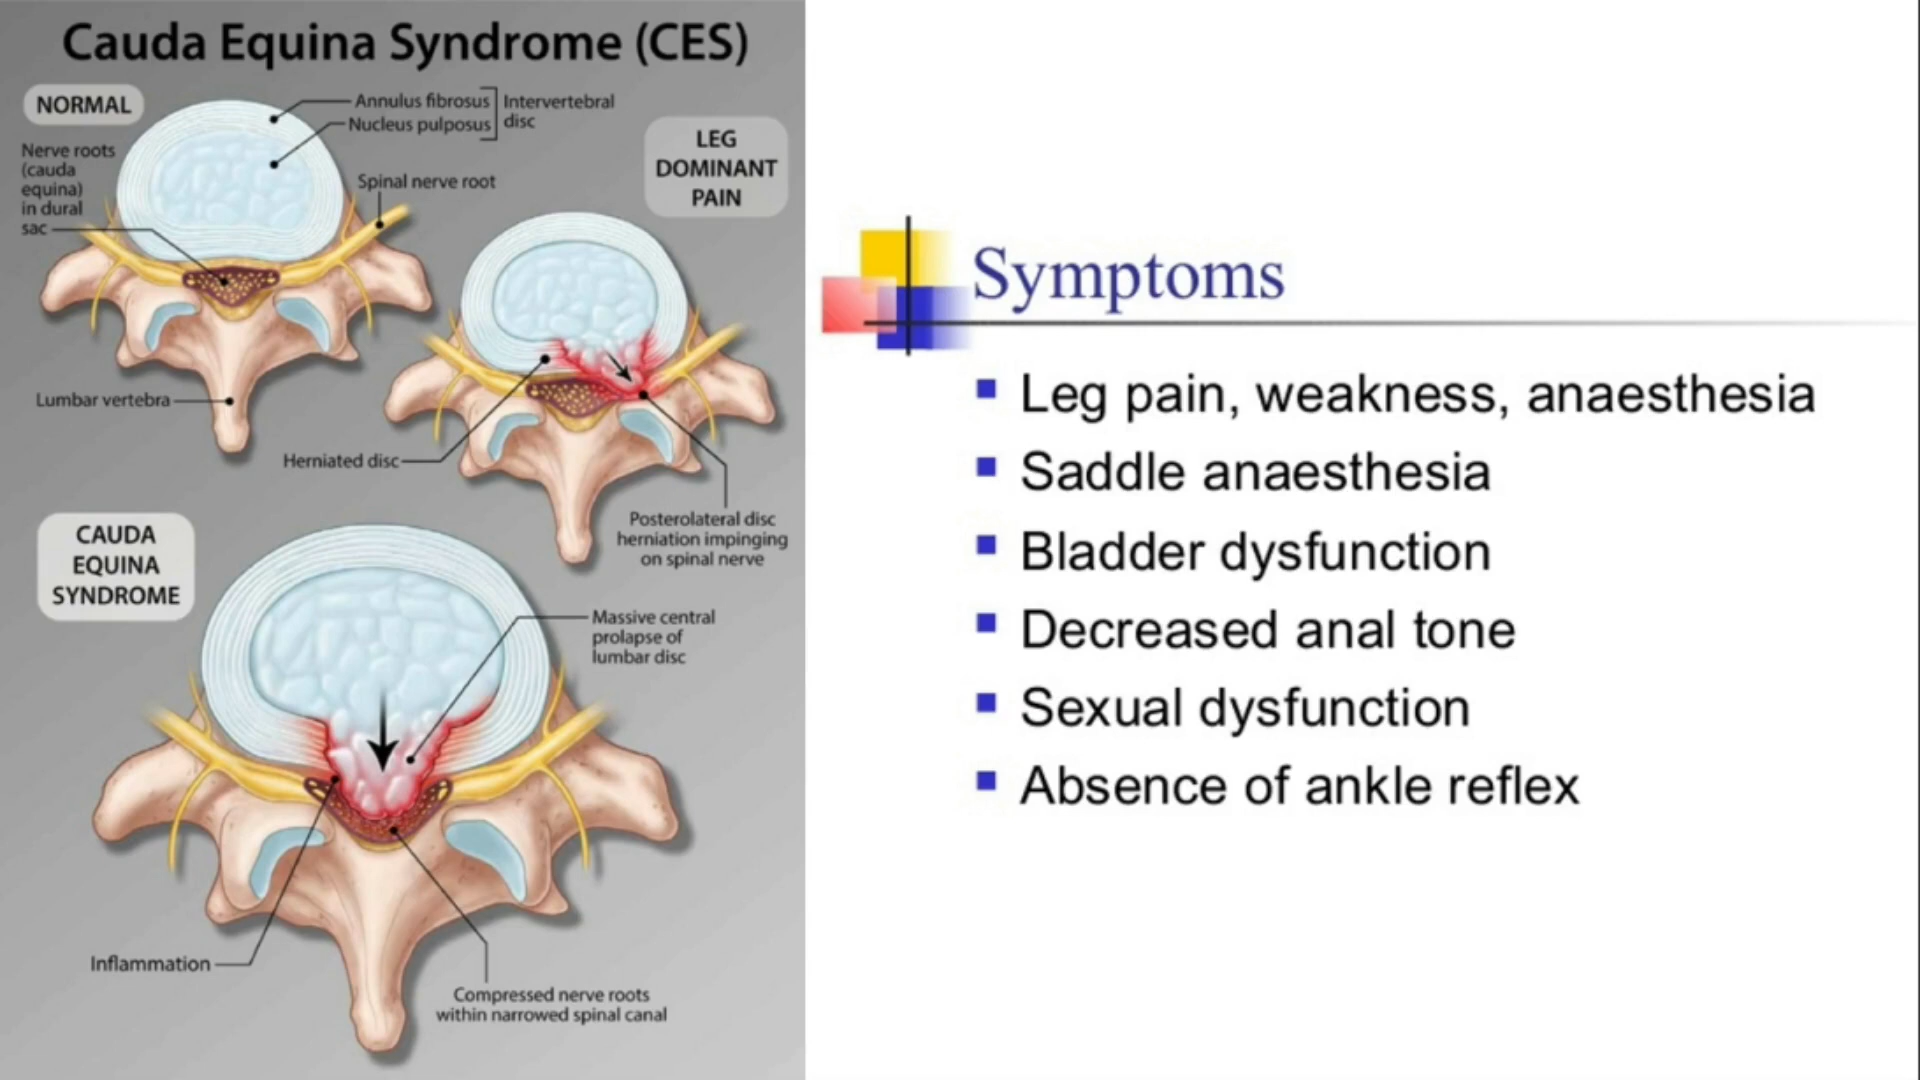 Cauda Equina Syndrome (CES)
NORMAL
Annulus fibrosus
Nucleus pulposus
Intervertebral
disc
Nerve roots
(cauda
equina)
in dural
sac
Spinal nerve root
LEG
DOMINANT
PAIN
Lumbar vertebra
Herniated disc
Posterolateral disc
herniation impinging
on spinal nerve
CAUDA
EQUINA
SYNDROME
Massive central
prolapse of
lumbar disc
Inflammation
Compressed nerve roots
within narrowed spinal canal
Symptoms
Leg pain, weakness, anaesthesia
Saddle anaesthesia
Bladder dysfunction
Decreased anal tone
Sexual dysfunction
Absence of ankle reflex